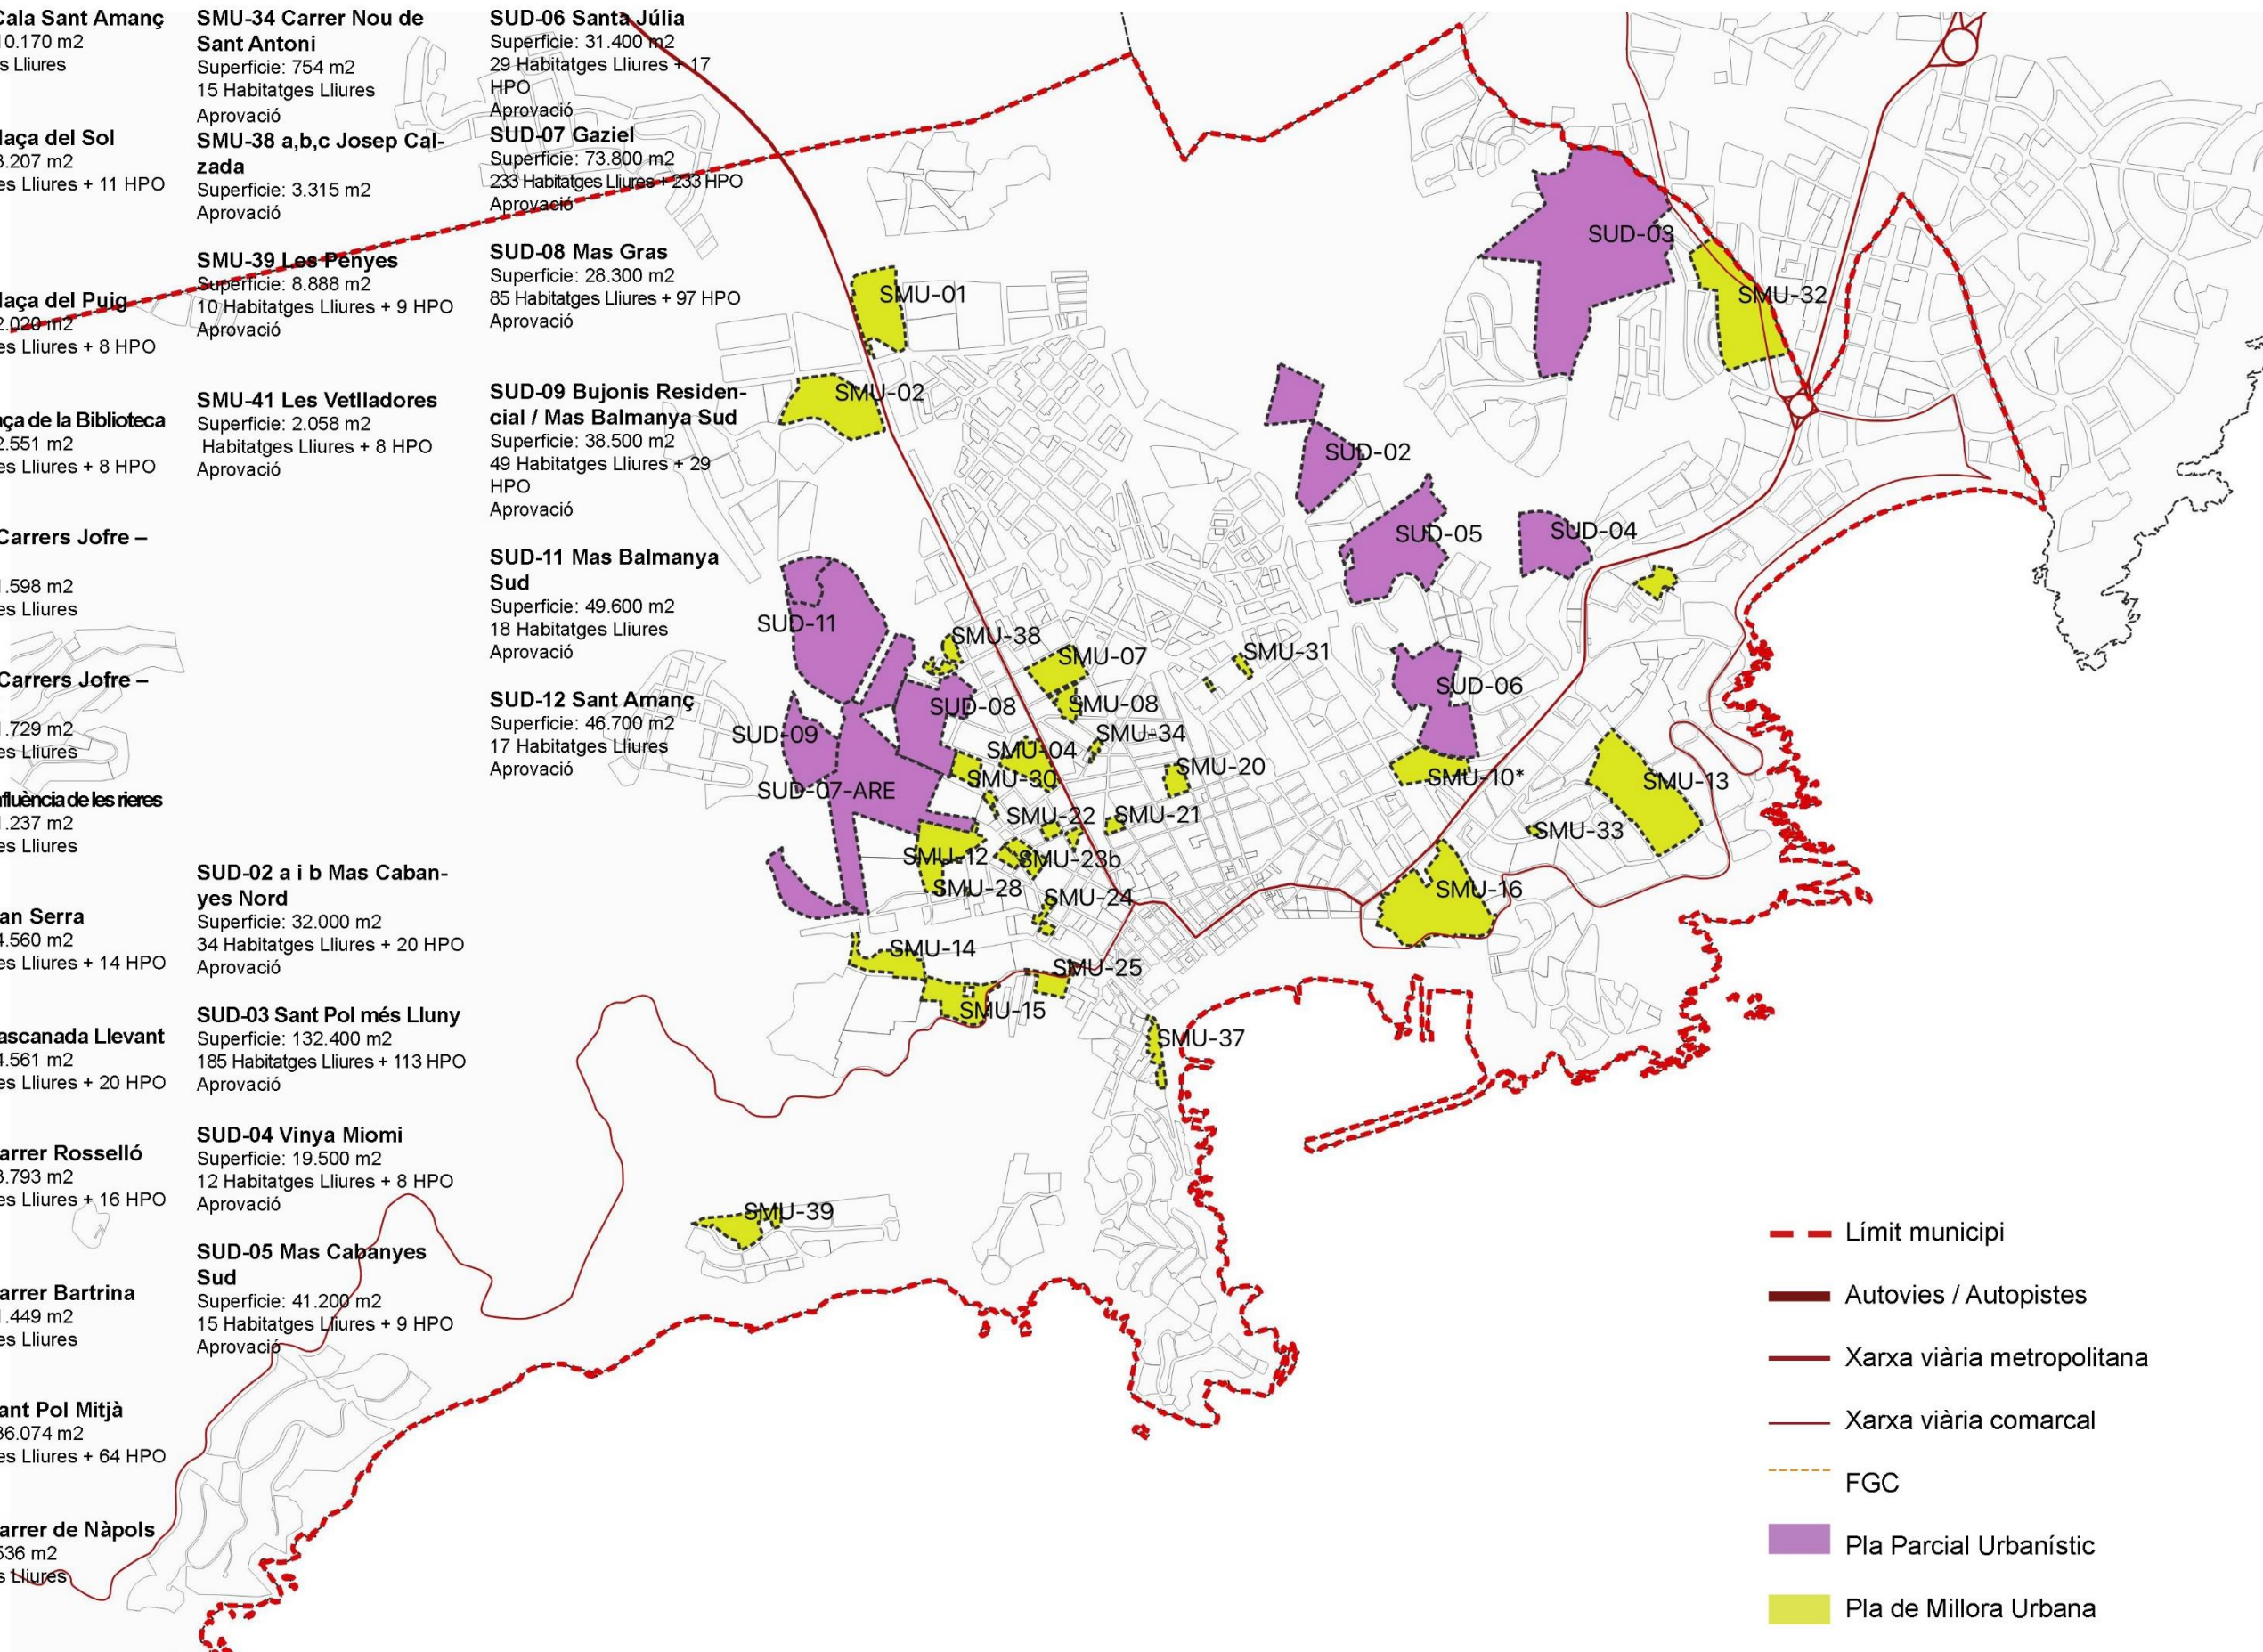 Cala Sant Amanç
10.170 m2
s Lliures
laça del Sol
3.207 m2
es Lliures + 11 HPO
laça del Puig
2.020 m2
es Lliures + 8 HPO
ça de la Biblioteca
2.551 m2
es Lliures + 8 HPO
Carrers Jofre –
1.598 m2
es Lliures
Carrers Jofre –
1.729 m2
es Lliures
nfluència de les rieres
1.237 m2
es Lliures
an Serra
4.560 m2
es Lliures + 14 HPO
ascanada Llevant
4.561 m2
es Lliures + 20 HPO
arrer Rosselló
3.793 m2
es Lliures + 16 HPO
arrer Bartrina
1.449 m2
es Lliures
ant Pol Mitjà
36.074 m2
es Lliures + 64 HPO
arrer de Nàpols
536 m2
s Lliures
SMU-34 Carrer Nou de
Sant Antoni
Superficie: 754 m2
15 Habitatges Lliures
Aprovació
SMU-38 a,b,c Josep Cal-
zada
Superficie: 3.315 m2
Aprovació
SMU-39 Les Penyes
Superficie: 8.888 m2
10 Habitatges Lliures + 9 HPO
Aprovació
SMU-41 Les Vetlladores
Superficie: 2.058 m2
Habitatges Lliures + 8 HPO
Aprovació
SUD-02 a i b Mas Caban-
yes Nord
Superficie: 32.000 m2
34 Habitatges Lliures + 20 HPO
Aprovació
SUD-03 Sant Pol més Lluny
Superficie: 132.400 m2
185 Habitatges Lliures + 113 HPO
Aprovació
SUD-04 Vinya Miomi
Superficie: 19.500 m2
12 Habitatges Lliures + 8 HPO
Aprovació
SUD-05 Mas Cabanyes
Sud
Superficie: 41.200 m2
15 Habitatges Lliures + 9 HPO
Aprovació
SUD-06 Santa Júlia
Superficie: 31.400 m2
29 Habitatges Lliures + 17
HPO
Aprovació
SUD-07 Gaziel
Superficie: 73.800 m2
233 Habitatges Lliures + 233 HPO
Aprovació
SUD-08 Mas Gras
Superficie: 28.300 m2
85 Habitatges Lliures + 97 HPO
Aprovació
SUD-09 Bujonis Residen-
cial / Mas Balmanya Sud
Superficie: 38.500 m2
49 Habitatges Lliures + 29
HPO
Aprovació
SUD-11 Mas Balmanya
Sud
Superficie: 49.600 m2
18 Habitatges Lliures
Aprovació
SUD-12 Sant Amanç
Superficie: 46.700 m2
17 Habitatges Lliures
Aprovació
SUD-03
SMU-01
SMU-32
SMU-02
SUD-02
SUD-05
SUD-04
SUD-11
SMU-38
SMU-07
SMU-31
SUD-06
SUD-08
SMU-08
SUD-09
SMU-34
SMU-04
SMU-20
SMU-30
SMU-10*
SMU-13
SUD-07-ARE
SMU-22
SMU-21
SMU-33
SMU-12
SMU-23b
SMU-28
SMU-24
SMU-16
SMU-14
SMU-25
SMU-15
SMU-37
SMU-39
Límit municipi
Autovies / Autopistes
Xarxa viària metropolitana
Xarxa viària comarcal
FGC
Pla Parcial Urbanístic
Pla de Millora Urbana